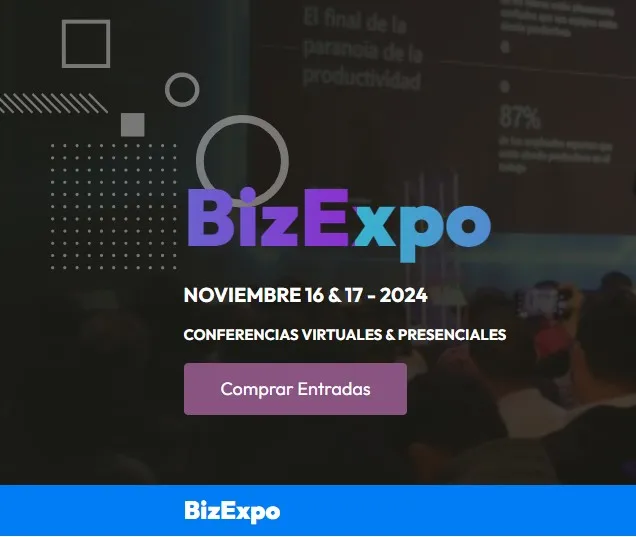 El final de la
paranoia de la
productividad
87%
BizExpo
NOVIEMBRE 16 & 17 - 2024
CONFERENCIAS VIRTUALES & PRESENCIALES
Comprar Entradas
BizExpo